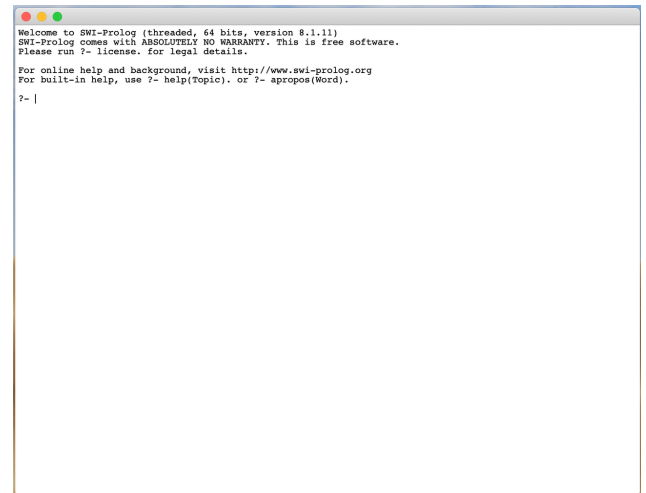 Welcome to SWI-Prolog (threaded, 64 bits, version 8.1.11)
SWI-Prolog comes with ABSOLUTELY NO WARRANTY. This is free software.
Please run ?- license. for legal details.
For online help and background, visit http://www.swi-prolog.org
For built-in help, use ?- help(Topic). or ?- apropos(Word).
?-